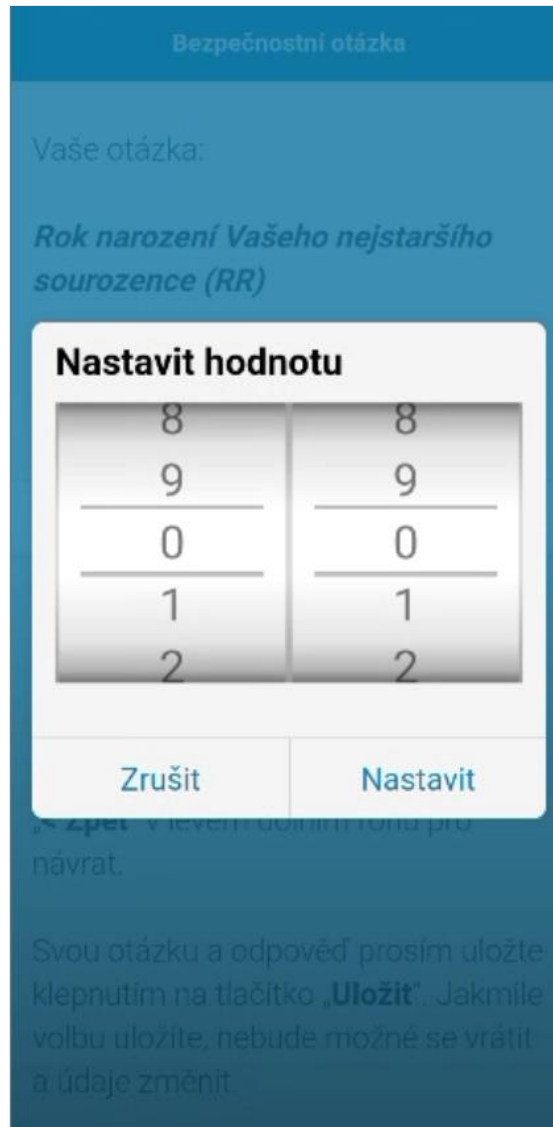 Bezpečnostní otázka
Vaše otázka:
Rok narození Vašeho nejstaršího
sourozence (RR)
Nastavit hodnotu
8 8
9 9
0 0
1 1
2 2
Zrušit Nastavit
„< Zpět“ v levém dolním rohu pro
návrat.
Svou otázku a odpověď prosím uložte
klepnutím na tlačítko „Uložit“. Jakmile
volbu uložíte, nebude možné se vrátit
a údaje změnit